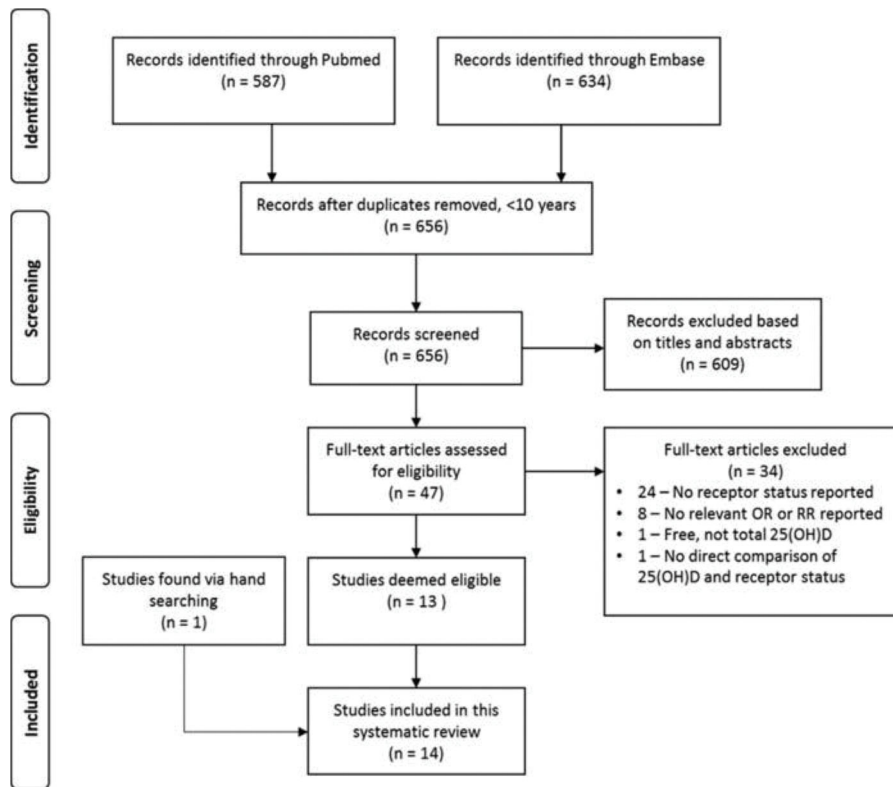 Identification
Records identified through Pubmed
(n = 587)
Records identified through Embase
(n = 634)
Records after duplicates removed, <10 years
(n = 656)
Screening
Records screened
(n = 656)
Records excluded based
on titles and abstracts
(n = 609)
Eligibility
Full-text articles assessed
for eligibility
(n = 47)
Full-text articles excluded
(n = 34)
• 24 – No receptor status reported
• 8 – No relevant OR or RR reported
• 1 – Free, not total 25(OH)D
• 1 – No direct comparison of
25(OH)D and receptor status
Studies found via hand
searching
(n = 1)
Studies deemed eligible
(n = 13 )
Included
Studies included in this
systematic review
(n = 14)